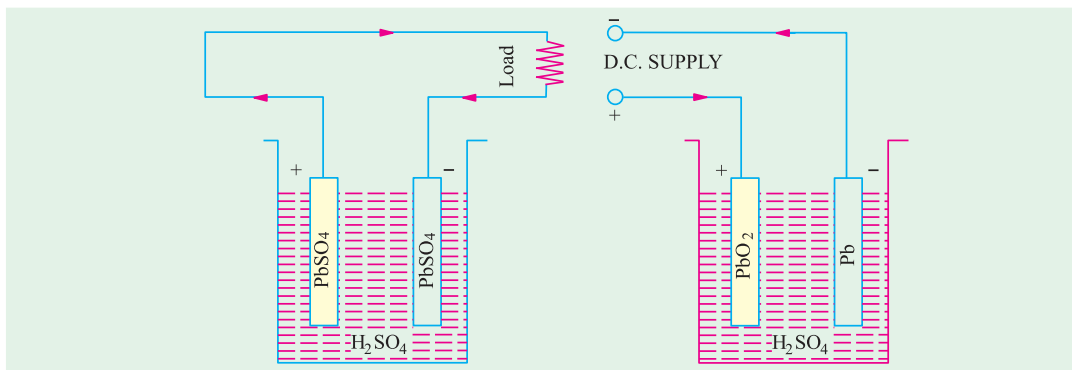 Load
−
D.C. SUPPLY
+
+
−
PbSO₄
PbSO₄
H₂SO₄
+
−
PbO₂
Pb
H₂SO₄